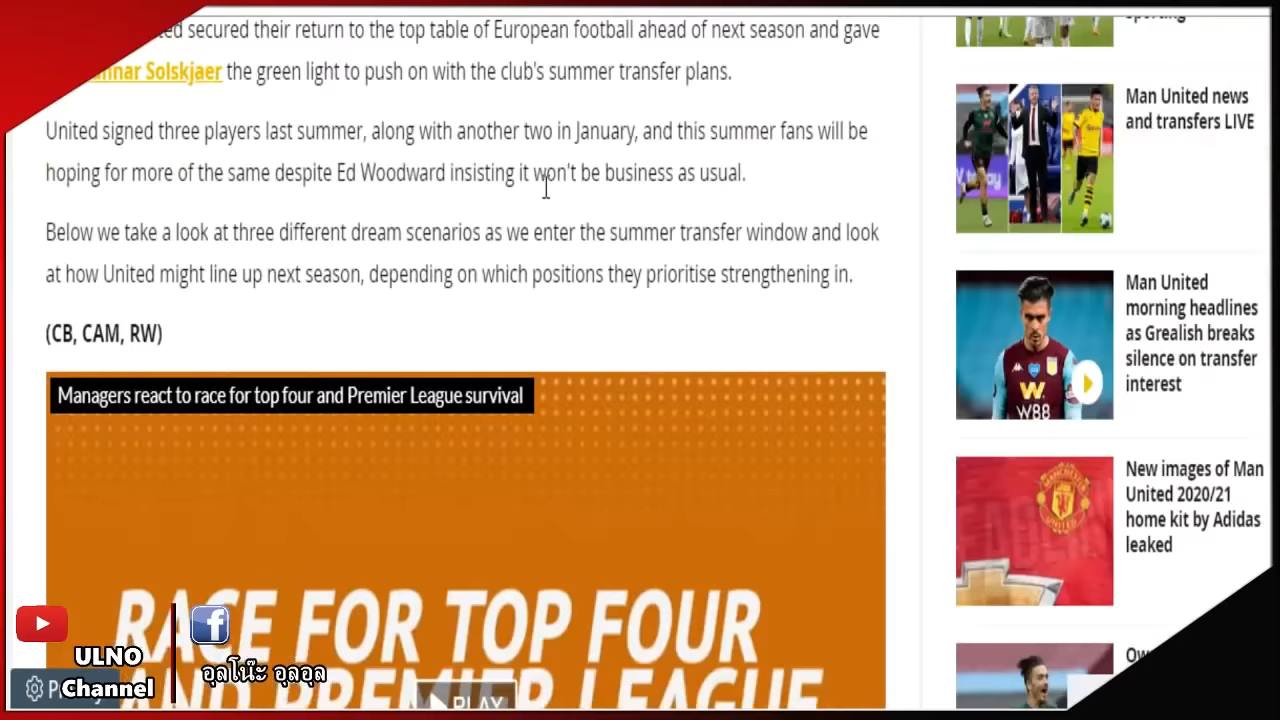 secured their return to the top table of European football ahead of next season and gave
nnar Solskjaer the green light to push on with the club's summer transfer plans.
United signed three players last summer, along with another two in January, and this summer fans will be
hoping for more of the same despite Ed Woodward insisting it won't be business as usual.
Below we take a look at three different dream scenarios as we enter the summer transfer window and look
at how United might line up next season, depending on which positions they prioritise strengthening in.
(CB, CAM, RW)
Managers react to race for top four and Premier League survival
RACE FOR TOP FOUR
AND PREMIER LEAGUE
PLAY
Man United news
and transfers LIVE
Man United
morning headlines
as Grealish breaks
silence on transfer
interest
W88
New images of Man
United 2020/21
home kit by Adidas
leaked
ULNO
Channel
อุลโน๊ะ อุลอุล